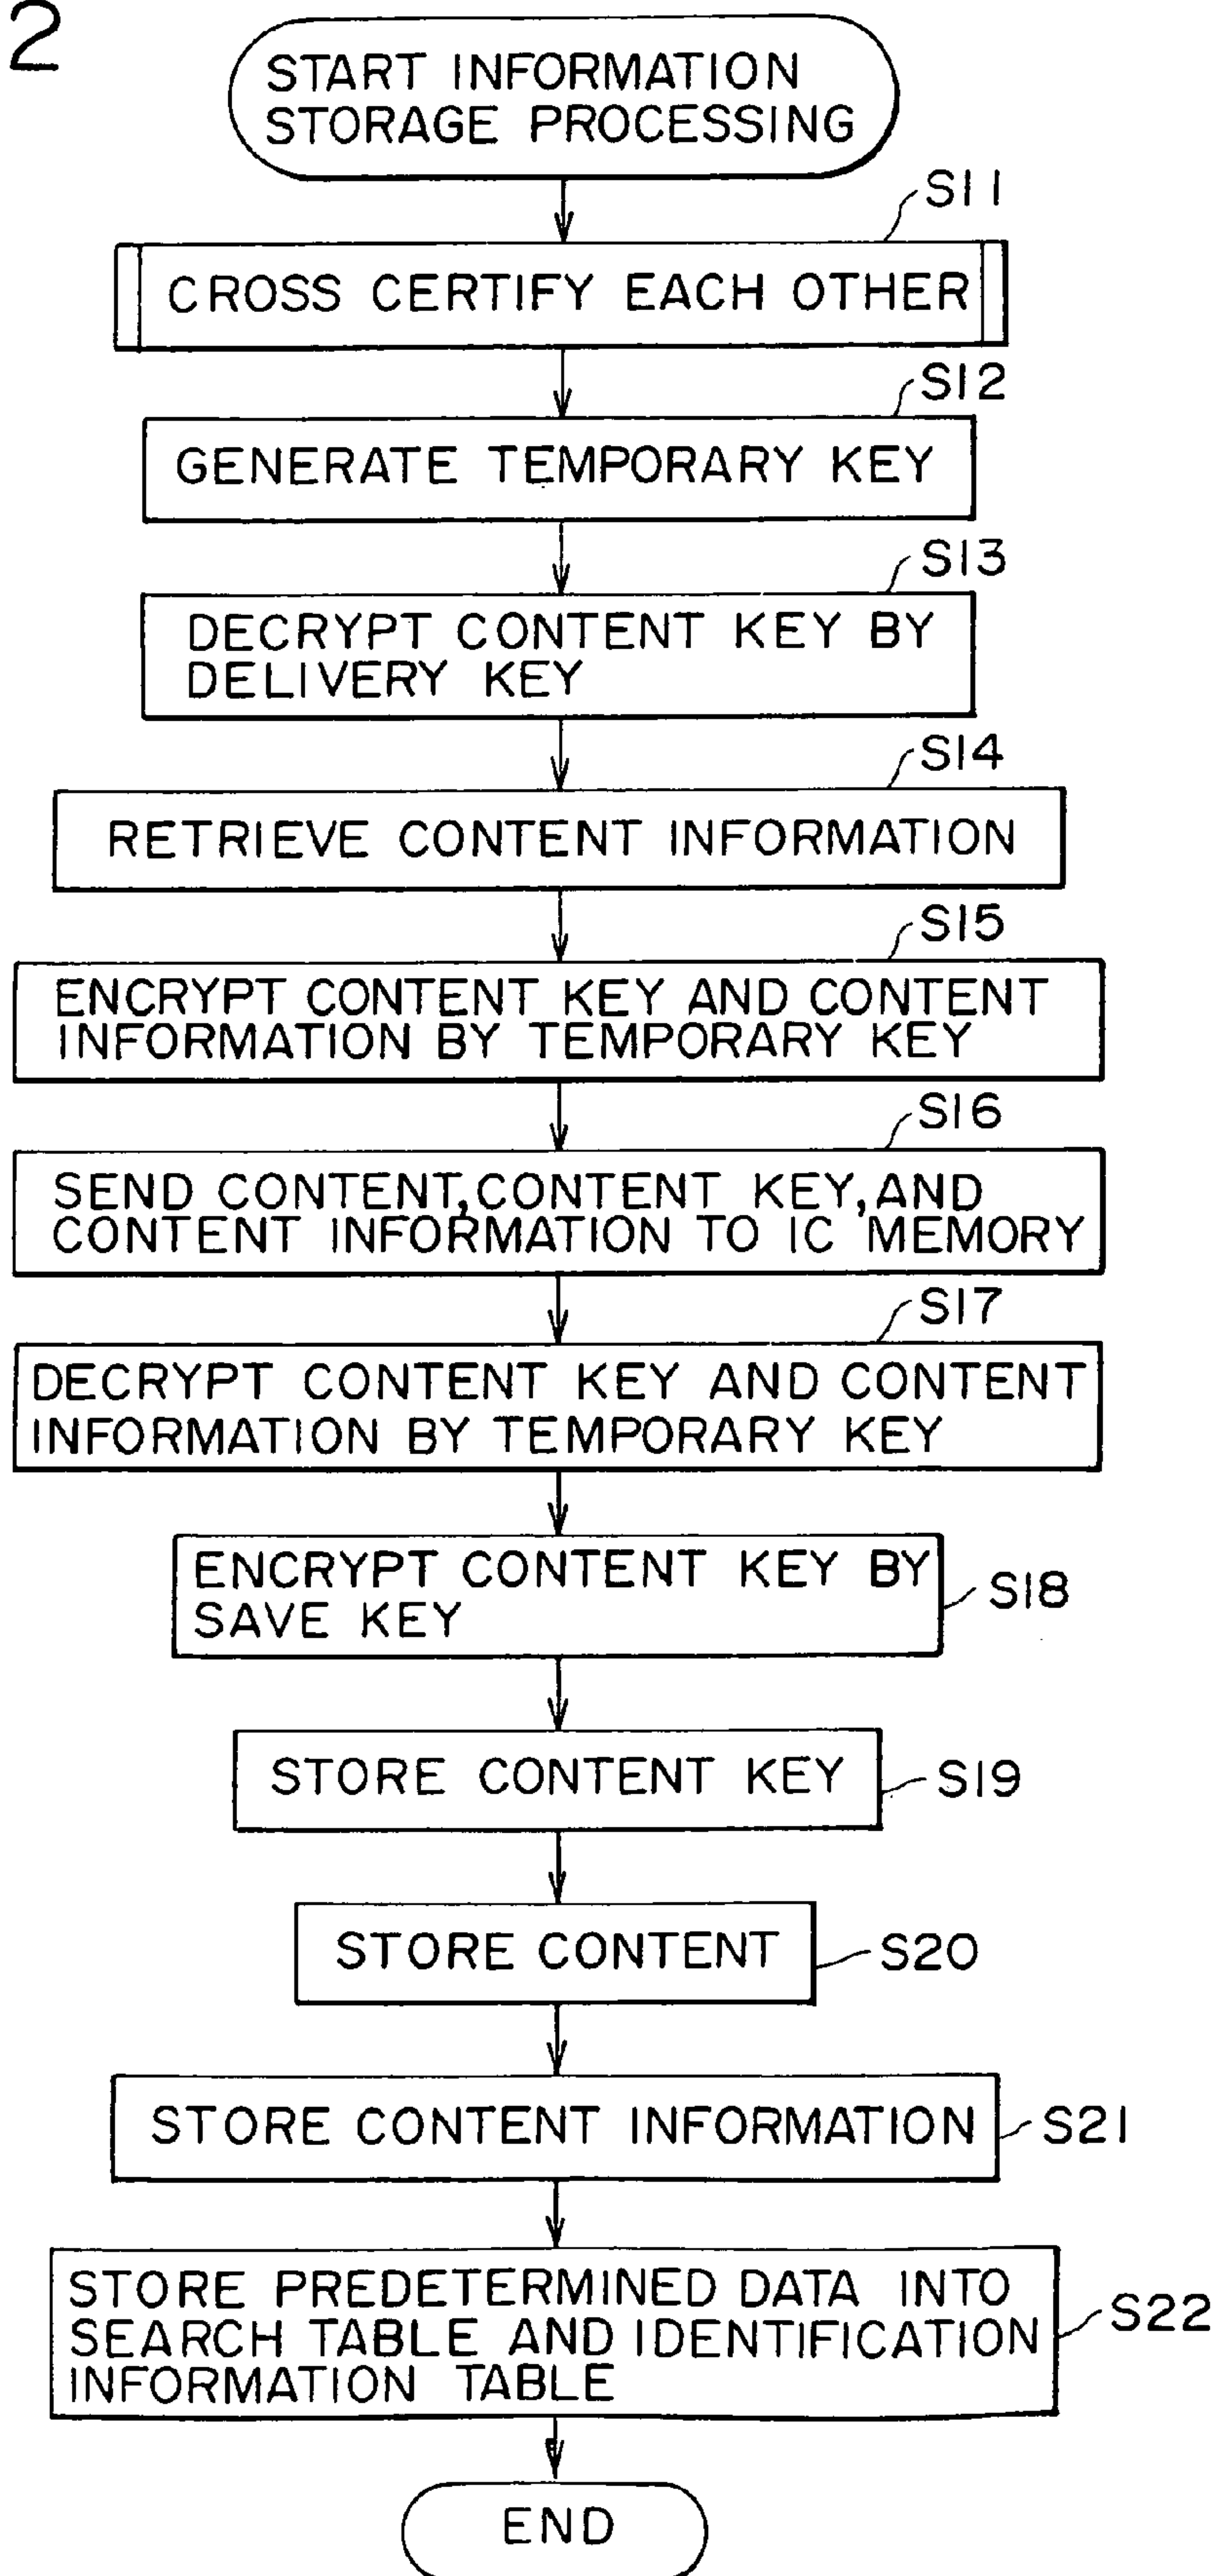 2
START INFORMATION
STORAGE PROCESSING
S11
CROSS CERTIFY EACH OTHER
S12
GENERATE TEMPORARY KEY
S13
DECRYPT CONTENT KEY BY
DELIVERY KEY
S14
RETRIEVE CONTENT INFORMATION
S15
ENCRYPT CONTENT KEY AND CONTENT
INFORMATION BY TEMPORARY KEY
S16
SEND CONTENT, CONTENT KEY, AND
CONTENT INFORMATION TO IC MEMORY
S17
DECRYPT CONTENT KEY AND CONTENT
INFORMATION BY TEMPORARY KEY
ENCRYPT CONTENT KEY BY
SAVE KEY
S18
STORE CONTENT KEY
S19
STORE CONTENT
S20
STORE CONTENT INFORMATION
S21
STORE PREDETERMINED DATA INTO
SEARCH TABLE AND IDENTIFICATION
INFORMATION TABLE
S22
END